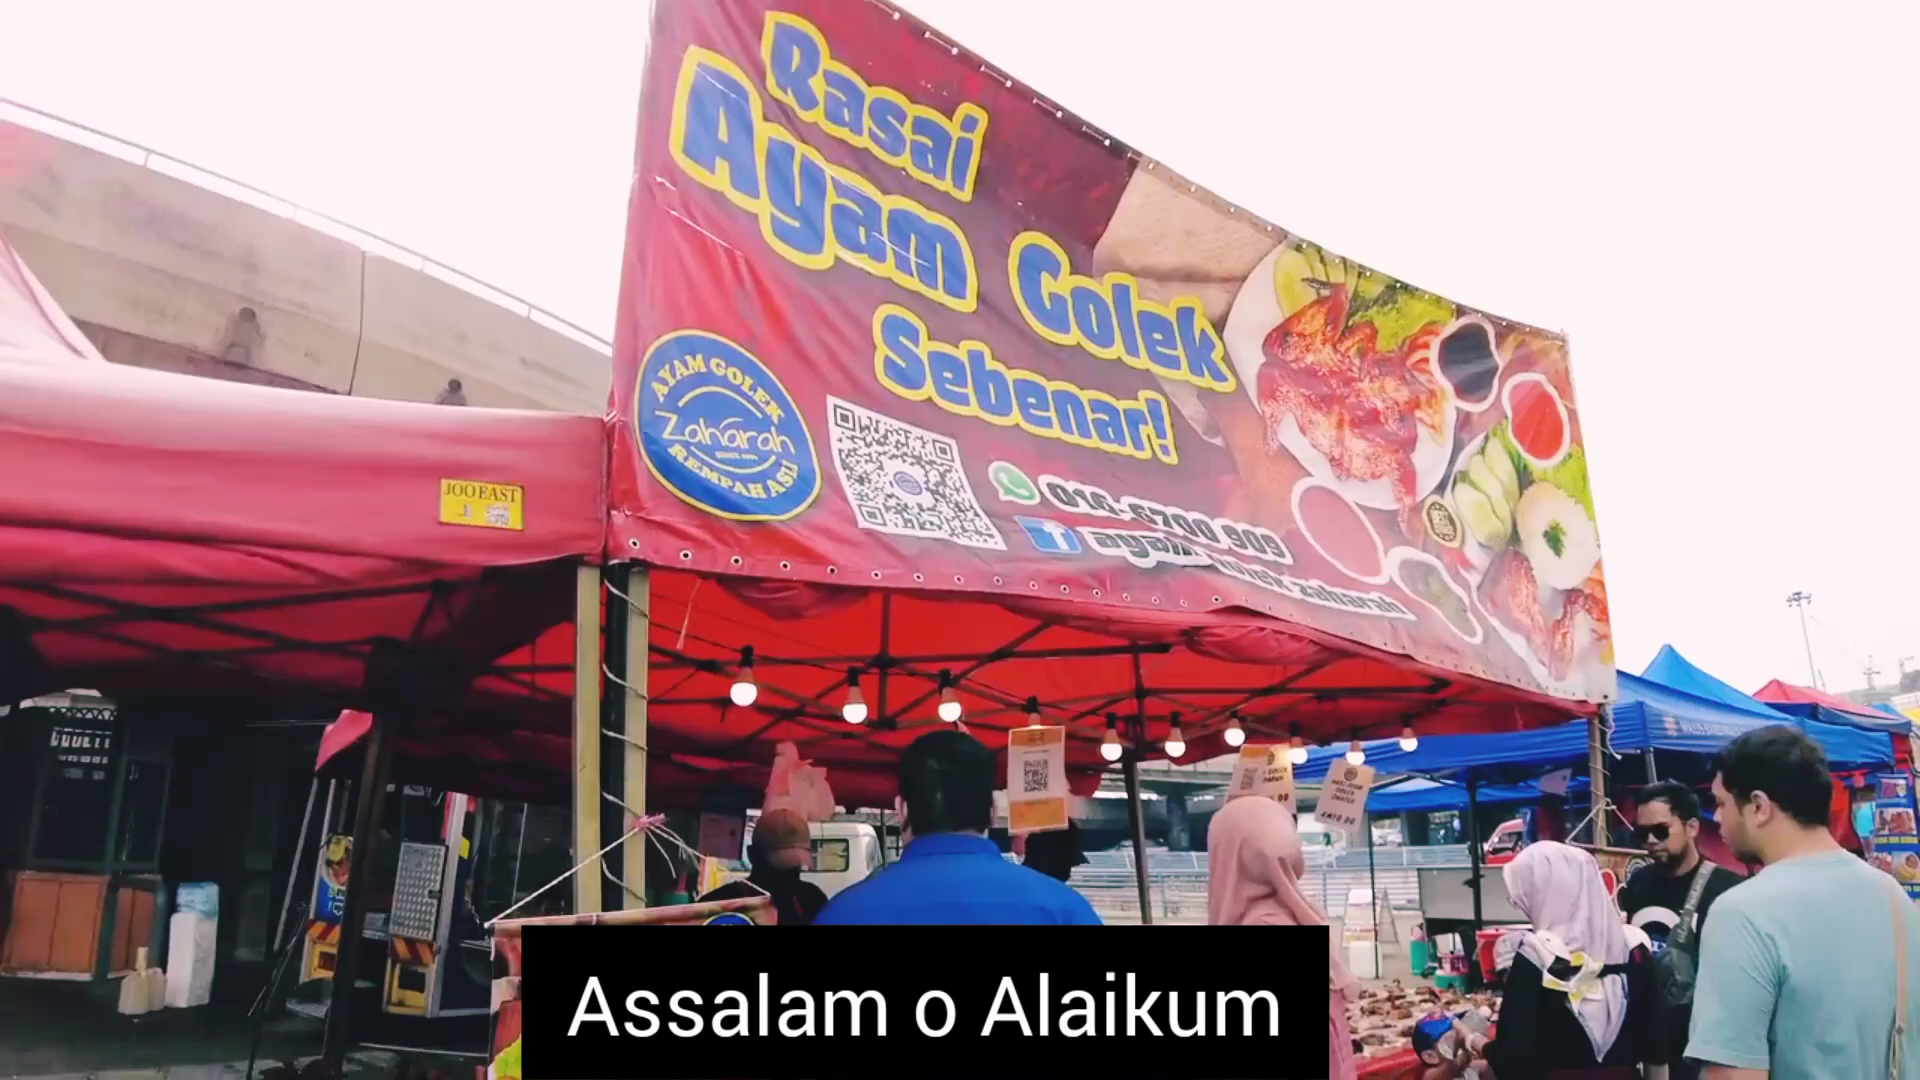 Rasai
Ayam Golek
Sebenar!
AYAM GOLEK
Zaharah
REMPAH ASLI
016-6700 909
ayam golek zaharah
JOO EAST
Assalam o Alaikum